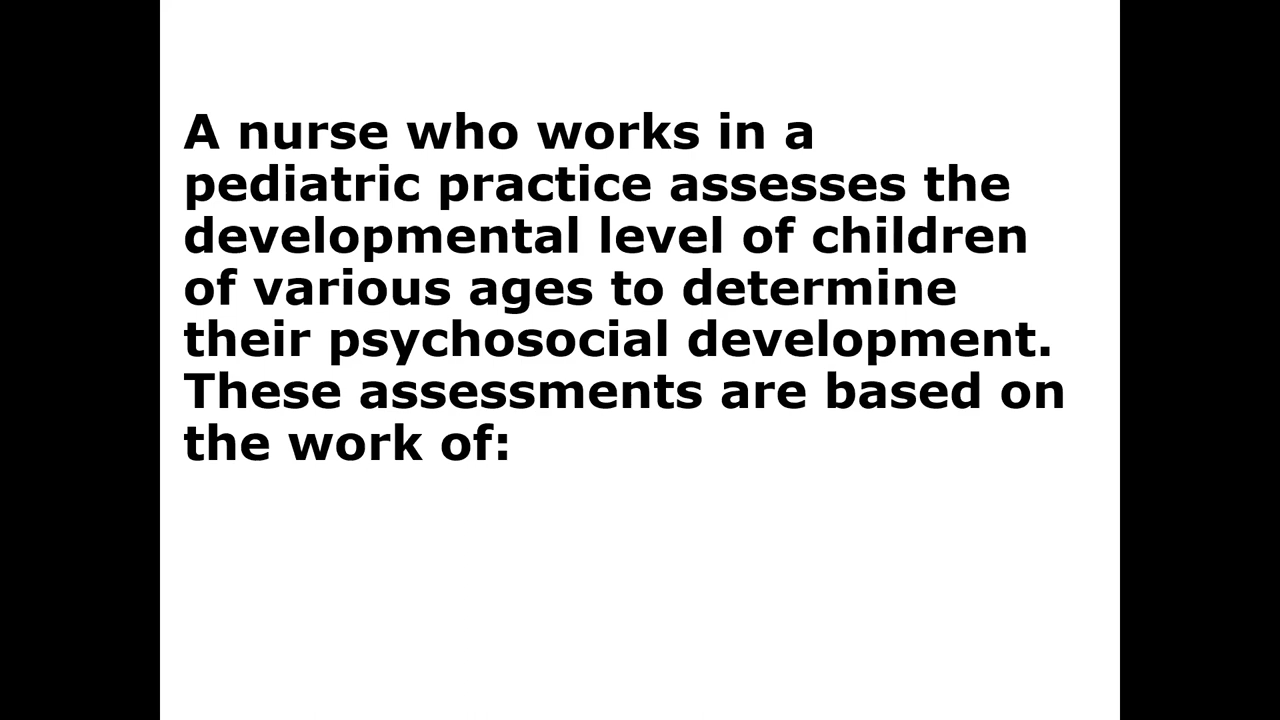 A nurse who works in a
pediatric practice assesses the
developmental level of children
of various ages to determine
their psychosocial development.
These assessments are based on
the work of: